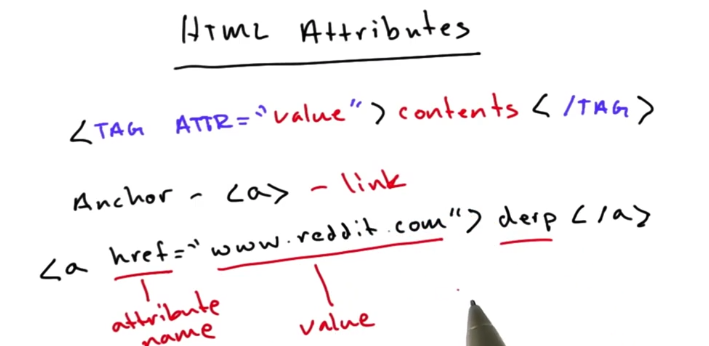 HTML Attributes
<TAG ATTR="value"> contents </TAG>
Anchor - <a> - link
<a href="www.reddit.com"> derp </a>
attribute name
value